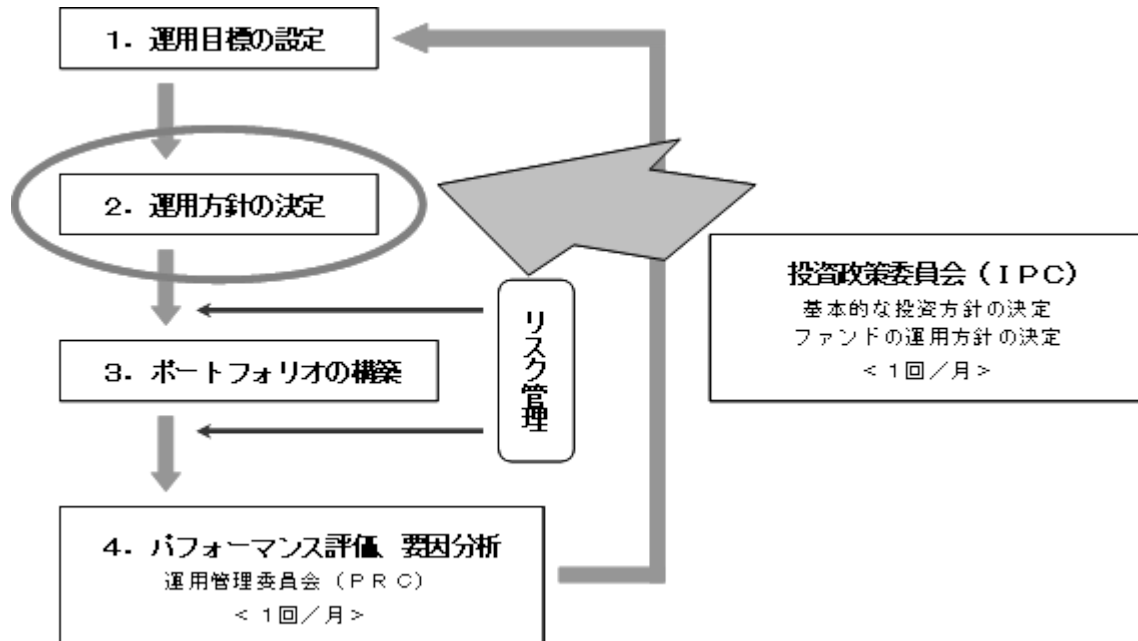 1. 運用目標の設定
2. 運用方針の決定
投資政策委員会(IPC)
基本的な投資方針の決定
ファンドの運用方針の決定
<1回/月>
リスク管理
3. ポートフォリオの構築
4. パフォーマンス評価、要因分析
運用管理委員会(PRC)
<1回/月>